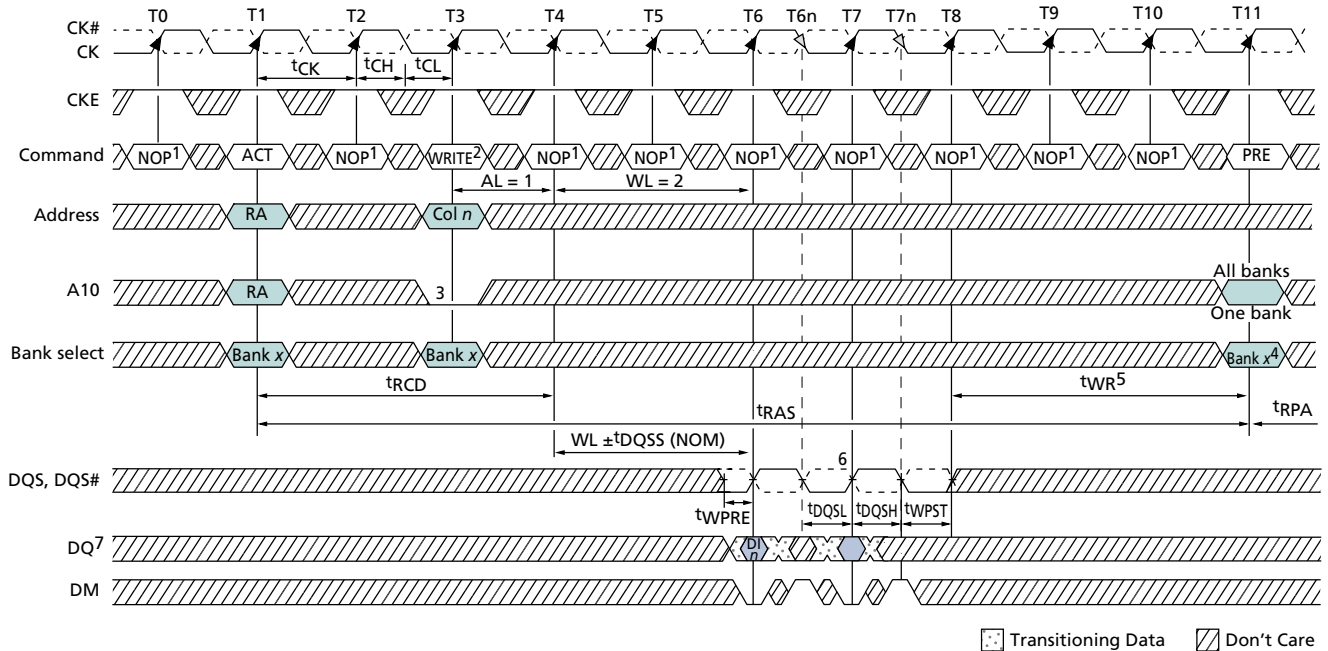 T0 T1 T2 T3 T4 T5 T6 T6n T7 T7n T8 T9 T10 T11
CK#
CK
tCK tCH tCL
CKE
Command NOP1 ACT NOP1 WRITE2 NOP1 NOP1 NOP1 NOP1 NOP1 NOP1 NOP1 PRE
AL = 1 WL = 2
Address RA Col n
All banks
A10 RA 3
One bank
Bank select Bank x Bank x Bank x4
tRCD tWR5
tRAS tRPA
WL ±tDQSS (NOM)
6
DQS, DQS#
tWPRE tDQSL tDQSH tWPST
DQ7 DI
n
DM
Transitioning Data Don't Care